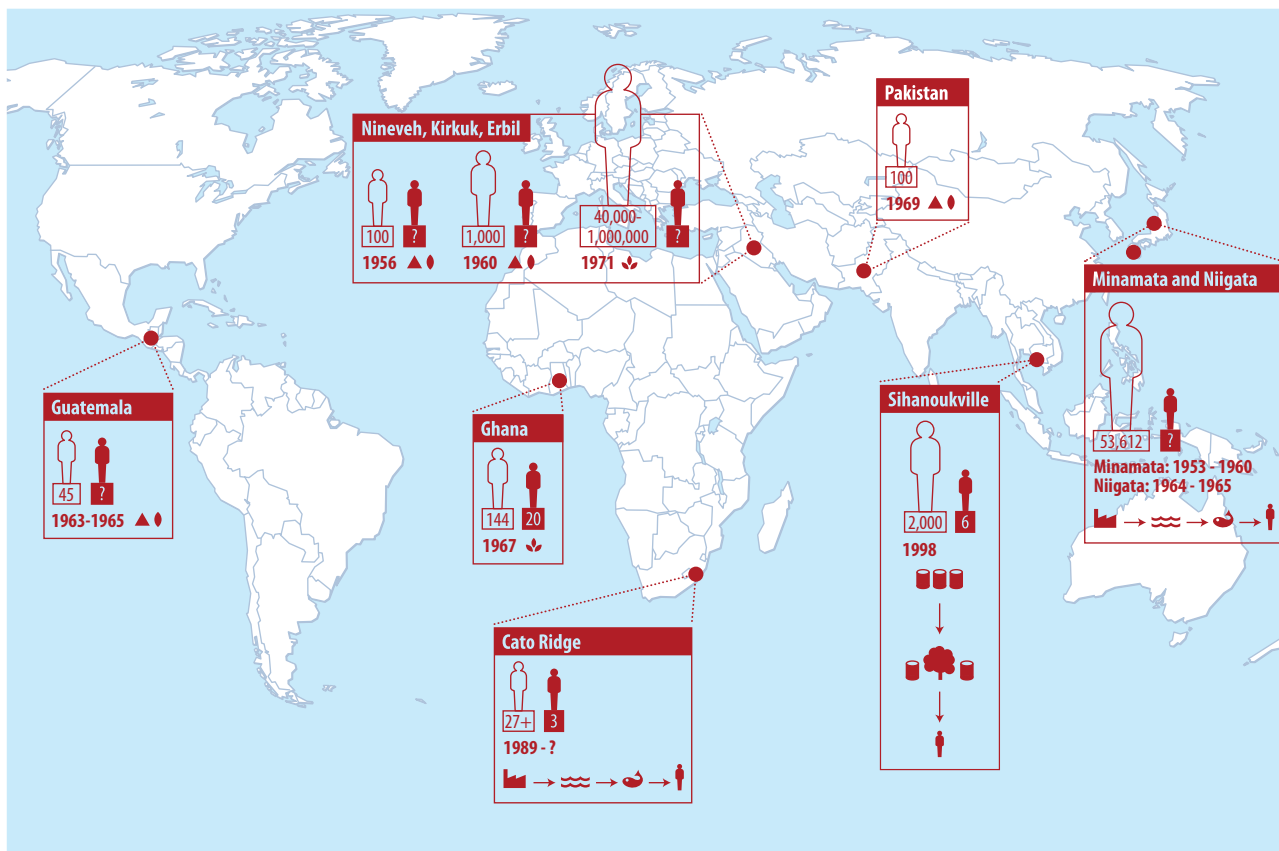 Nineveh, Kirkuk, Erbil
100
?
1956
1,000
?
1960
40,000-
1,000,000
?
1971
Pakistan
100
1969
Minamata and Niigata
53,612
?
Minamata: 1953 - 1960
Niigata: 1964 - 1965
Guatemala
45
?
1963-1965
Ghana
144
20
1967
Sihanoukville
2,000
6
1998
Cato Ridge
27+
3
1989 - ?